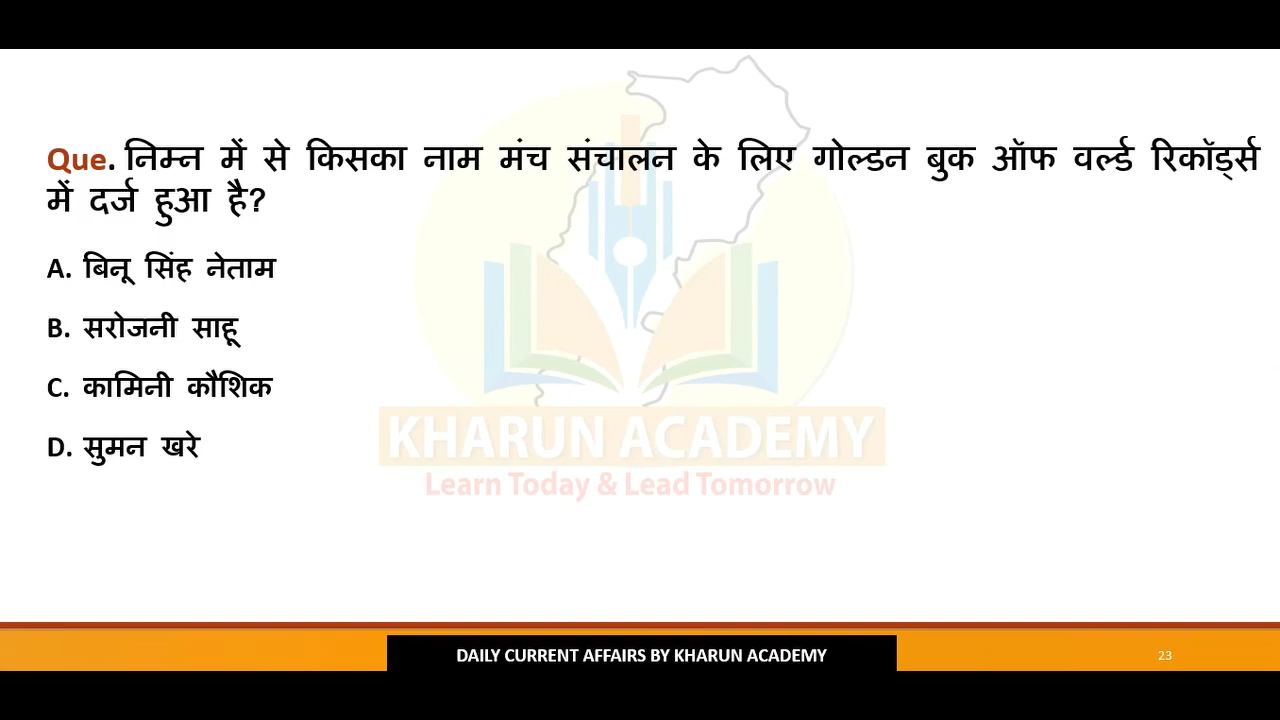 Que. निम्न में से किसका नाम मंच संचालन के लिए गोल्डन बुक ऑफ वर्ल्ड रिकॉर्ड्स
में दर्ज हुआ है?
A. बिनू सिंह नेताम
B. सरोजनी साहू
C. कामिनी कौशिक
D. सुमन खरे
KHARUN ACADEMY
Learn Today & Lead Tomorrow
DAILY CURRENT AFFAIRS BY KHARUN ACADEMY
23